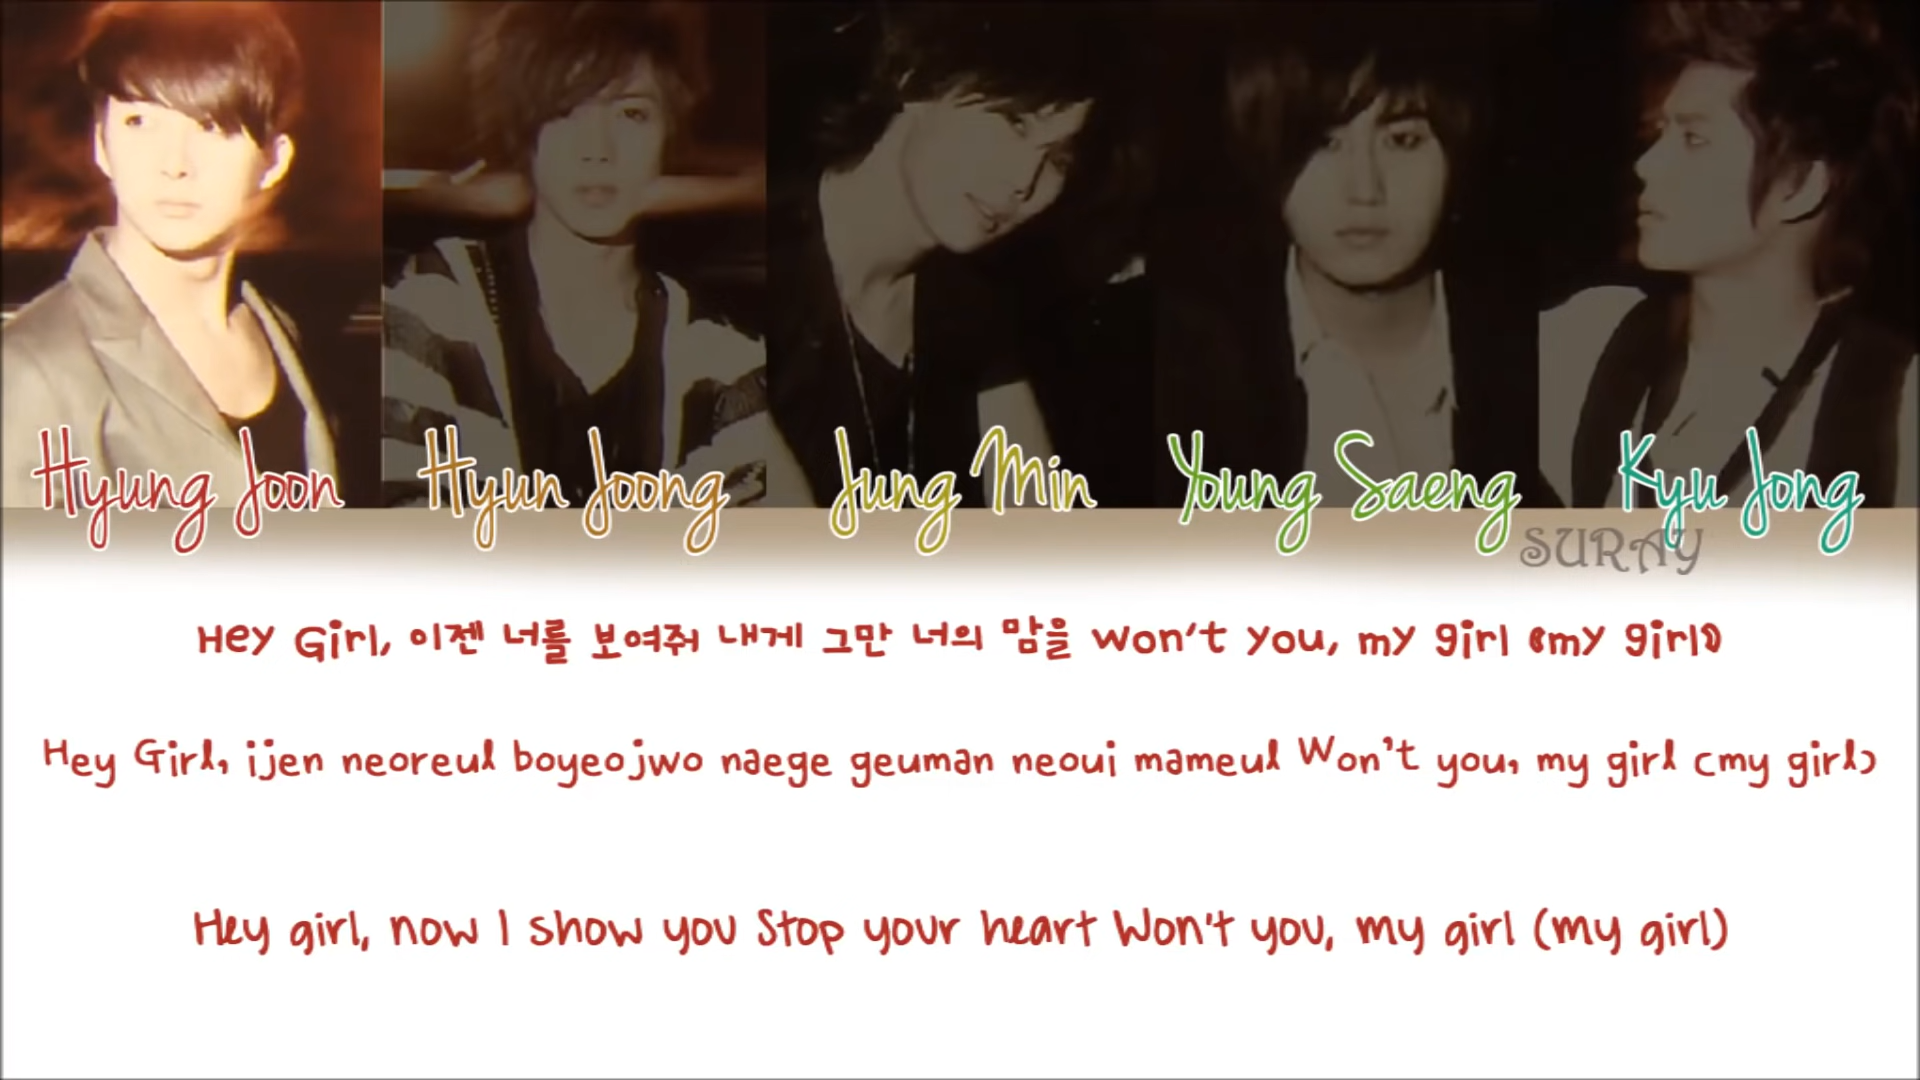 Hyung Joon Hyun Joong Jung Min Young Saeng Kyu Jong
SURAY
Hey Girl, 이젠 너를 보여줘 내게 그만 너의 맘을 won't you, my girl (my girl)
Hey Girl, ijen neoreul boyeojwo naege geuman neoui mameul Won't you, my girl (my girl)
Hey girl, now I show you Stop your heart Won't you, my girl (my girl)